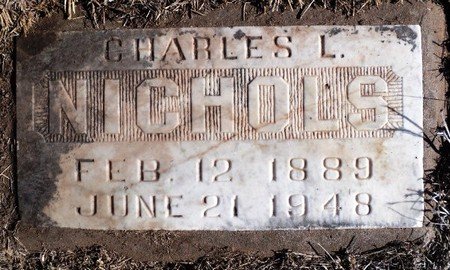 CHARLES L.
NICHOLS
FEB. 12 1889
JUNE 21 1948